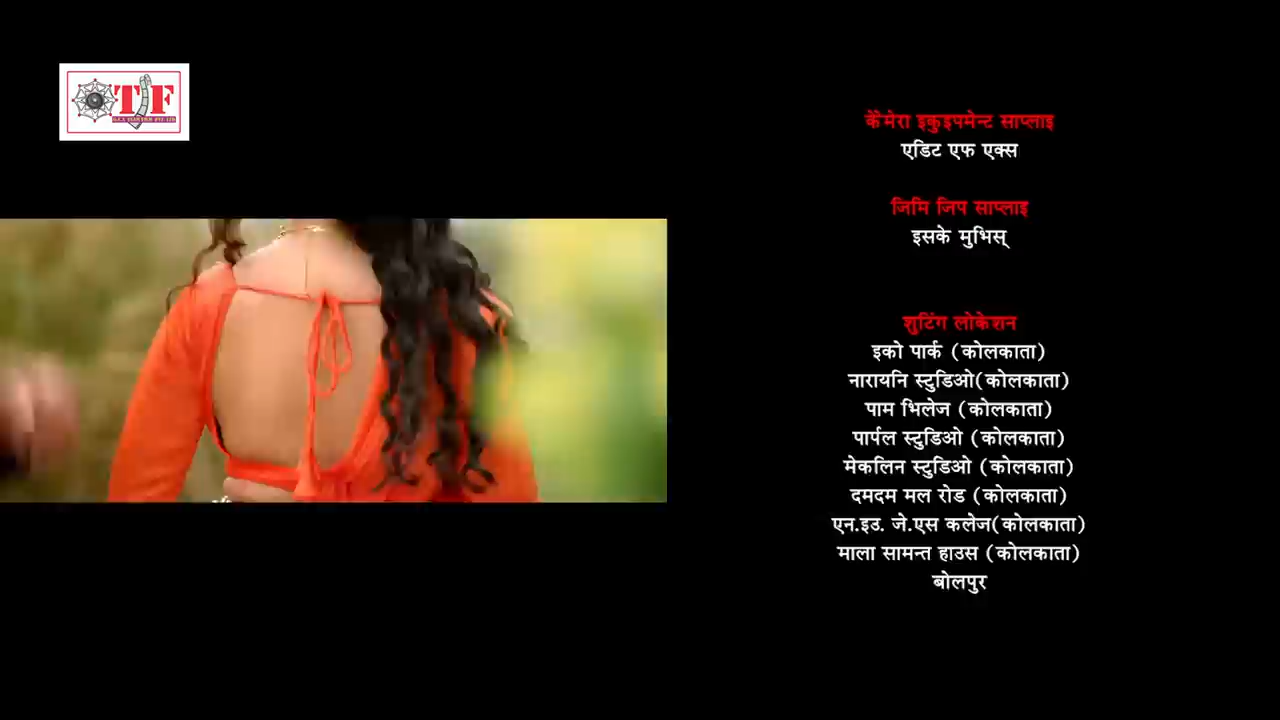 TJF
कैमेरा इकुइपमेन्ट साप्लाइ
एडिट एफ एक्स
जिमि जिप साप्लाइ
इसके मुभिस्
शुटिंग लोकेशन
इको पार्क (कोलकाता)
नारायनि स्टुडिओ(कोलकाता)
पाम भिलेज (कोलकाता)
पार्पल स्टुडिओ (कोलकाता)
मेकलिन स्टुडिओ (कोलकाता)
दमदम मल रोड (कोलकाता)
एन.इउ. जे.एस कलेज(कोलकाता)
माला सामन्त हाउस (कोलकाता)
बोलपुर